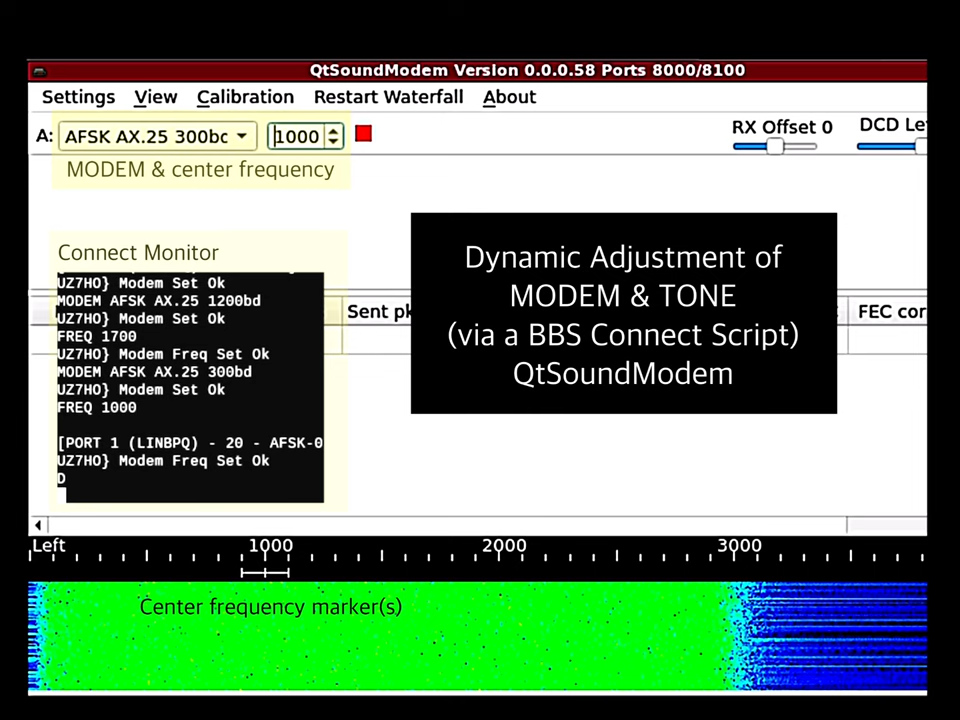 QtSoundModem Version 0.0.0.58 Ports 8000/8100
Settings View Calibration Restart Waterfall About
A: AFSK AX.25 300bc 1000
RX Offset 0
DCD Le
MODEM & center frequency
Connect Monitor
UZ7HO} Modem Set Ok
MODEM AFSK AX.25 1200bd
UZ7HO} Modem Set Ok
FREQ 1700
UZ7HO} Modem Freq Set Ok
MODEM AFSK AX.25 300bd
UZ7HO} Modem Set Ok
FREQ 1000
[PORT 1 (LINBPQ) - 20 - AFSK-0
UZ7HO} Modem Freq Set Ok
D
Sent pk
FEC cor
Dynamic Adjustment of
MODEM & TONE
(via a BBS Connect Script)
QtSoundModem
Left 1000 2000 3000
Center frequency marker(s)